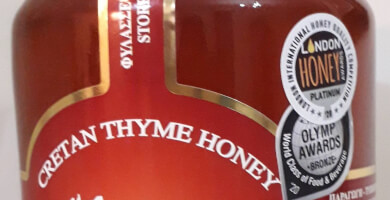 ΦΥΛΑΣΣΕ
STOR
CRETAN THYME HONEY
LONDON INTERNATIONAL HONEY QUALITY COMPETITION
LONDON
HONEY
AWARDS
PLATINUM
OLYMP
AWARDS
BRONZE
World Class of Food & Beverage
20